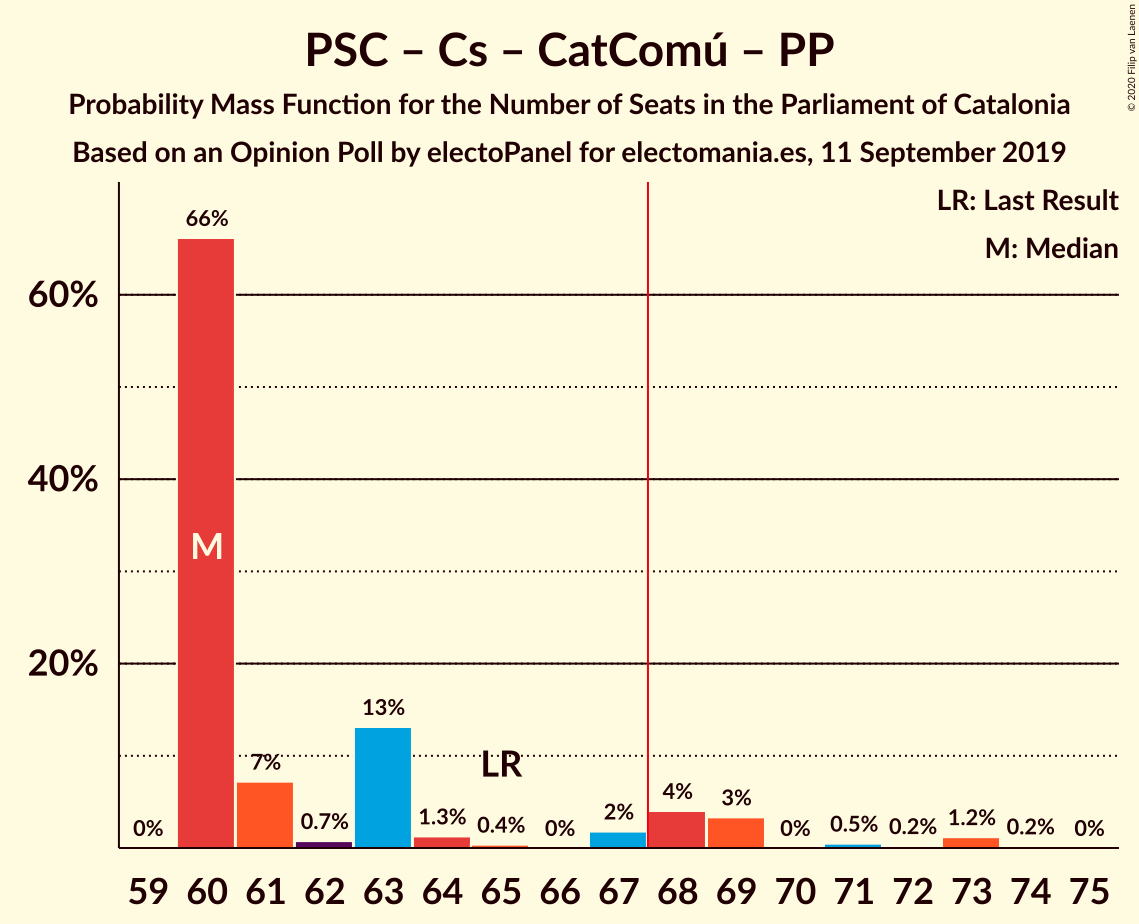 PSC – Cs – CatComú – PP
Probability Mass Function for the Number of Seats in the Parliament of Catalonia
Based on an Opinion Poll by electoPanel for electomania.es, 11 September 2019
© 2020 Filip van Laenen
LR: Last Result
M: Median
60%
40%
20%
0%
66%
7%
0.7%
13%
1.3%
0.4%
0%
2%
4%
3%
0%
0.5%
0.2%
1.2%
0.2%
0%
M
LR
59 60 61 62 63 64 65 66 67 68 69 70 71 72 73 74 75